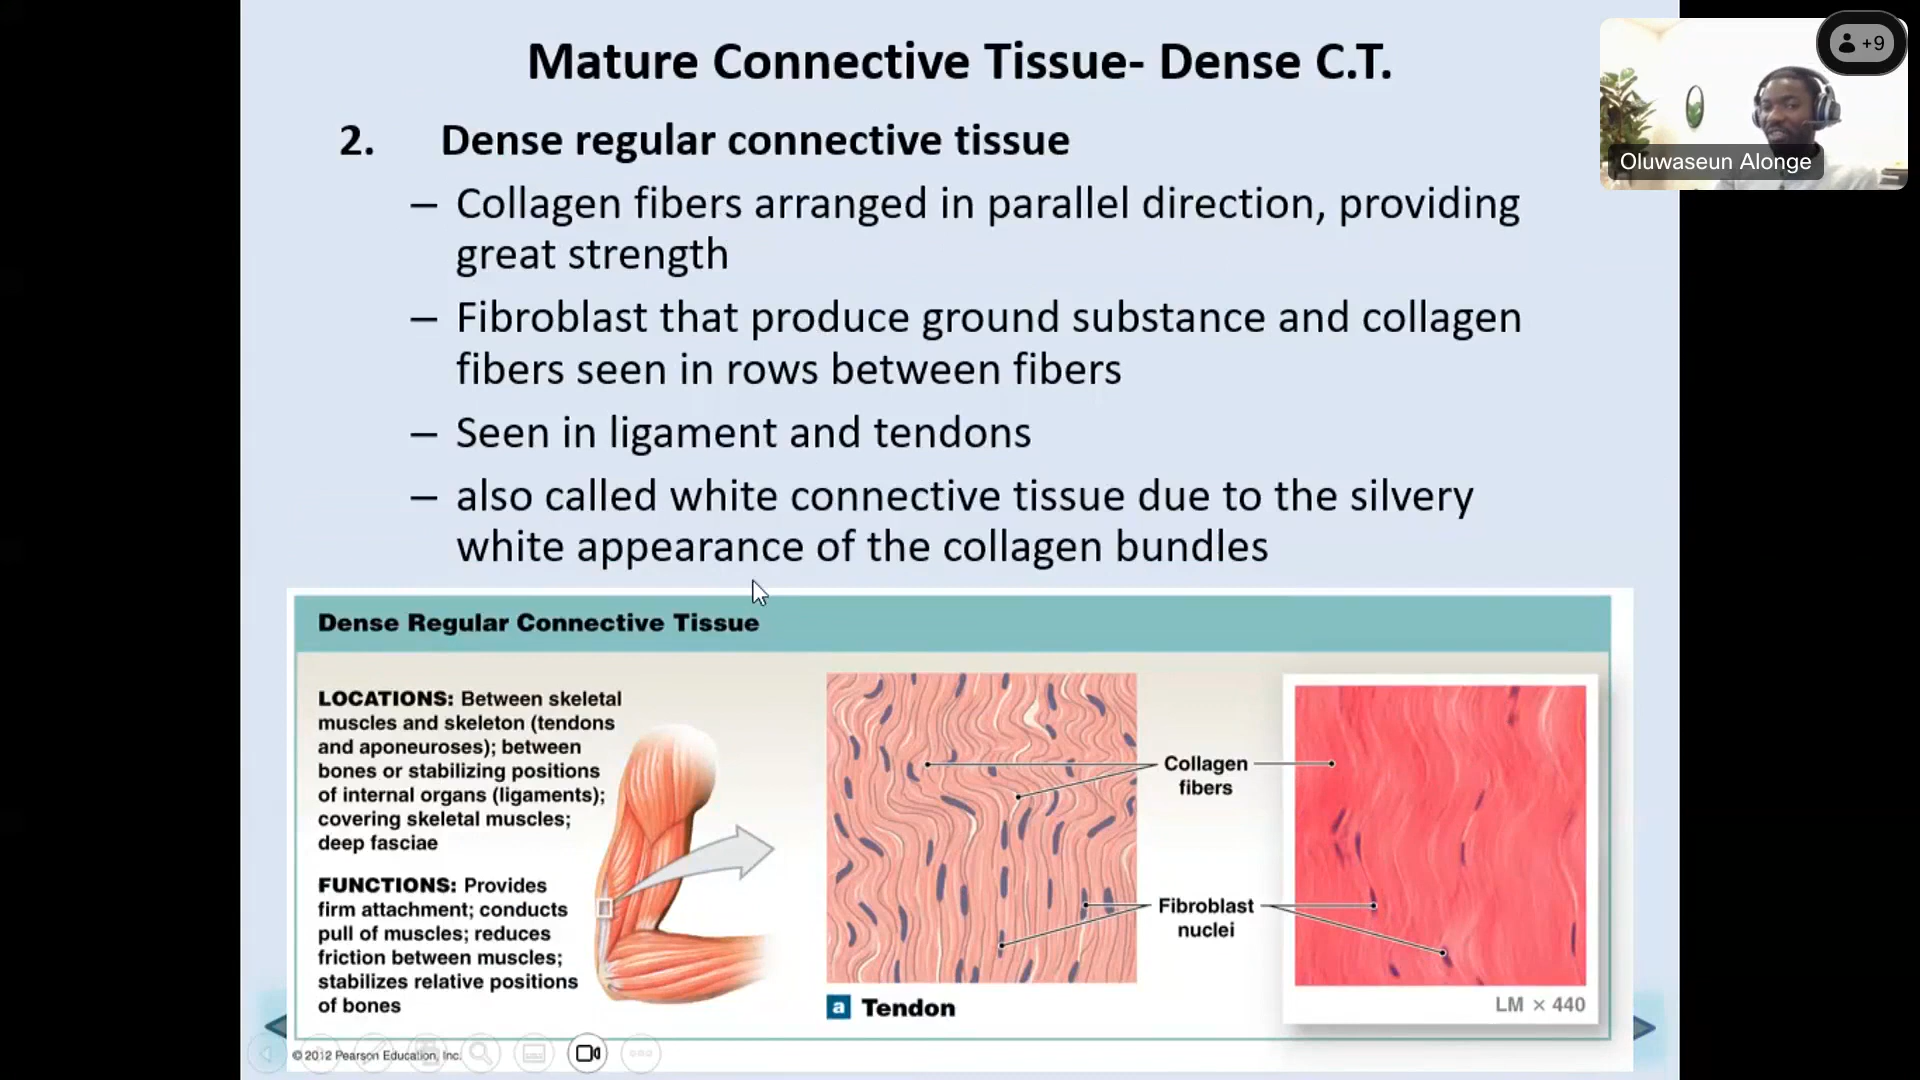 Mature Connective Tissue- Dense C.T.
+9
Oluwaseun Alonge
2. Dense regular connective tissue
– Collagen fibers arranged in parallel direction, providing
great strength
– Fibroblast that produce ground substance and collagen
fibers seen in rows between fibers
– Seen in ligament and tendons
– also called white connective tissue due to the silvery
white appearance of the collagen bundles
Dense Regular Connective Tissue
LOCATIONS: Between skeletal
muscles and skeleton (tendons
and aponeuroses); between
bones or stabilizing positions
of internal organs (ligaments);
covering skeletal muscles;
deep fasciae
FUNCTIONS: Provides
firm attachment; conducts
pull of muscles; reduces
friction between muscles;
stabilizes relative positions
of bones
Collagen
fibers
Fibroblast
nuclei
a Tendon
LM × 440
© 2012 Pearson Education, Inc.